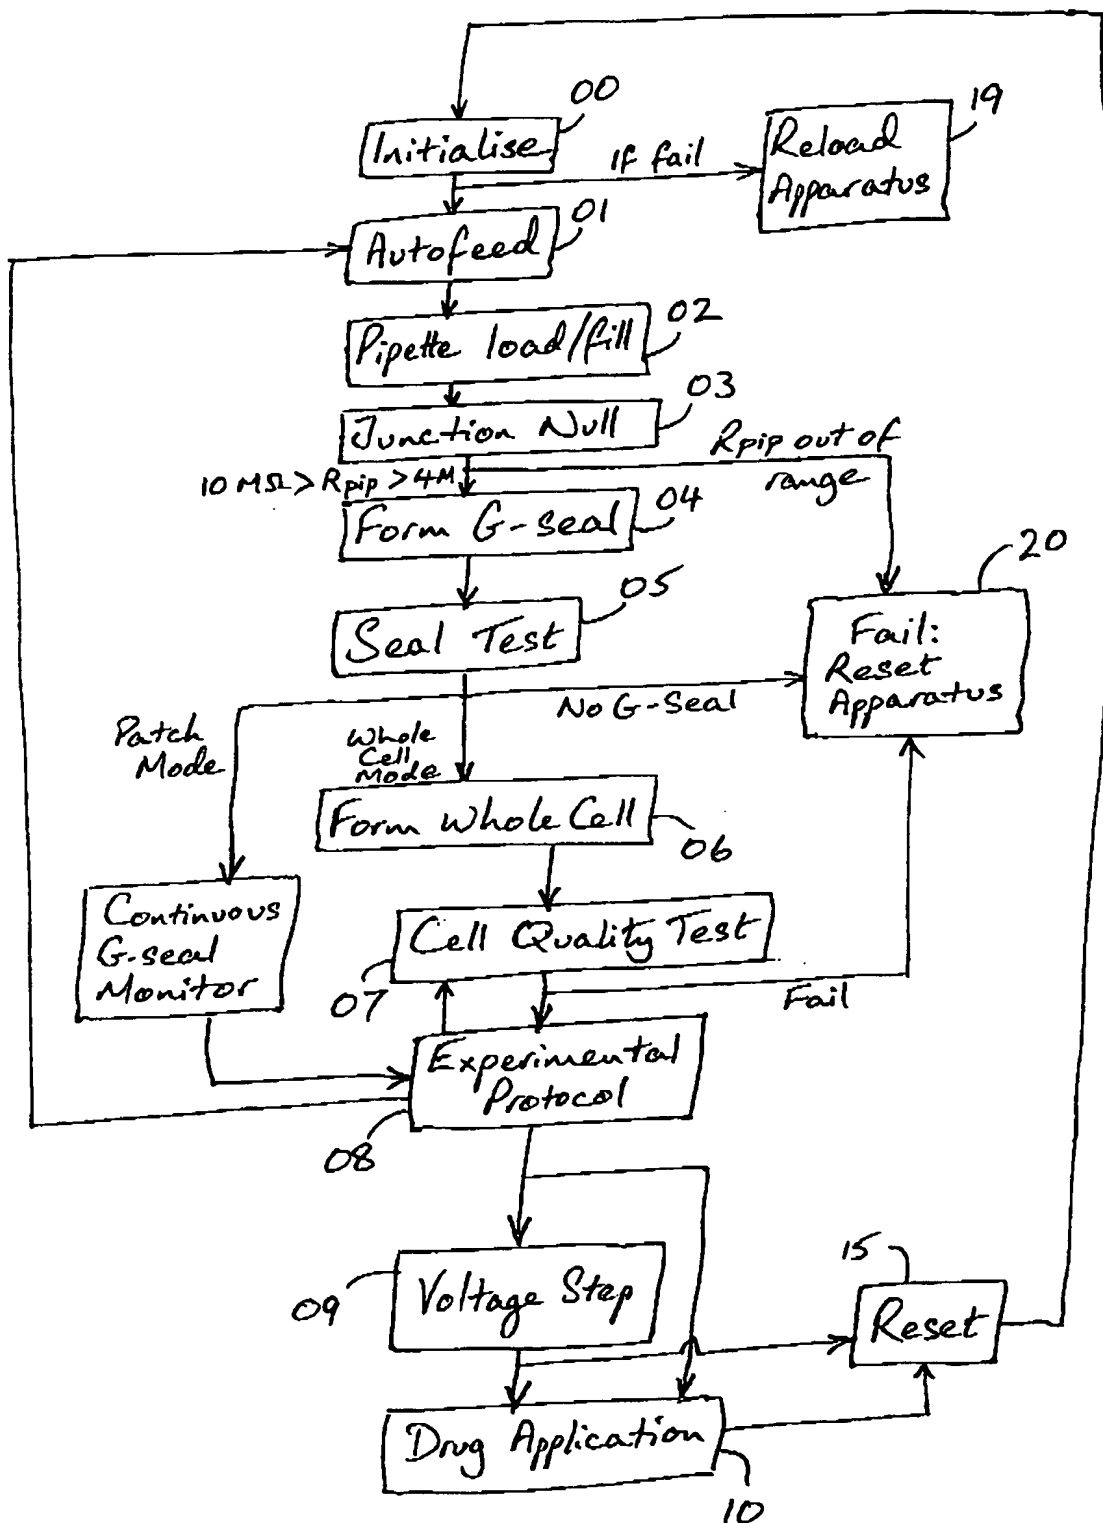 00
Initialise
If fail
19
Reload
Apparatus
01
Autofeed
02
Pipette load/fill
03
Junction Null
Rpip out of
range
10 MΩ > Rpip > 4M
04
Form G-seal
05
Seal Test
20
Fail:
Reset
Apparatus
No G-Seal
Patch
Mode
Whole
Cell
Mode
Form Whole Cell
06
Continuous
G-seal
Monitor
Cell Quality Test
07
Fail
Experimental
Protocol
08
09
Voltage Step
15
Reset
Drug Application
10